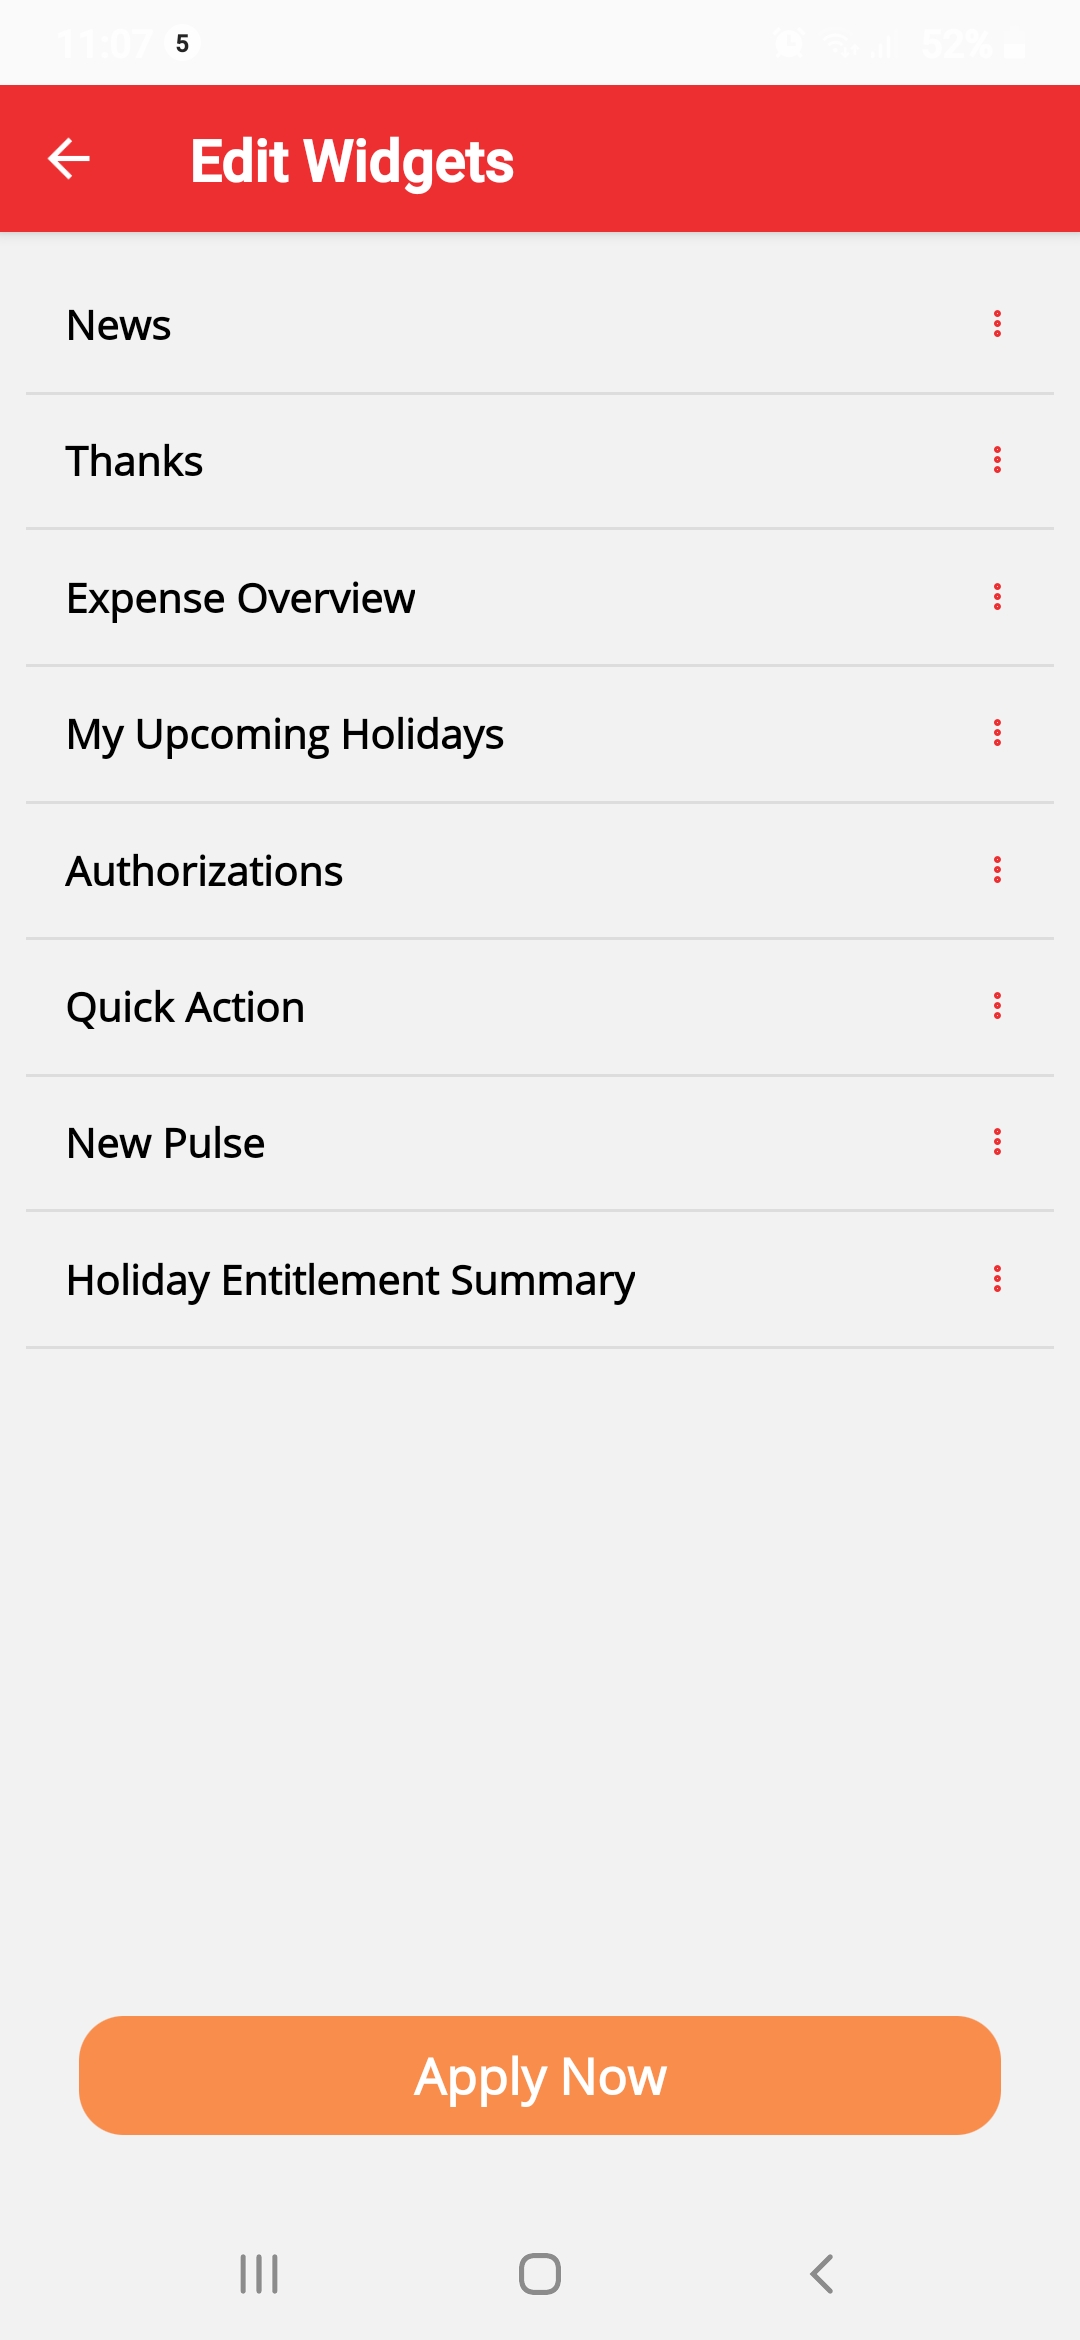 11:07 5 52%
Edit Widgets
News
Thanks
Expense Overview
My Upcoming Holidays
Authorizations
Quick Action
New Pulse
Holiday Entitlement Summary
Apply Now